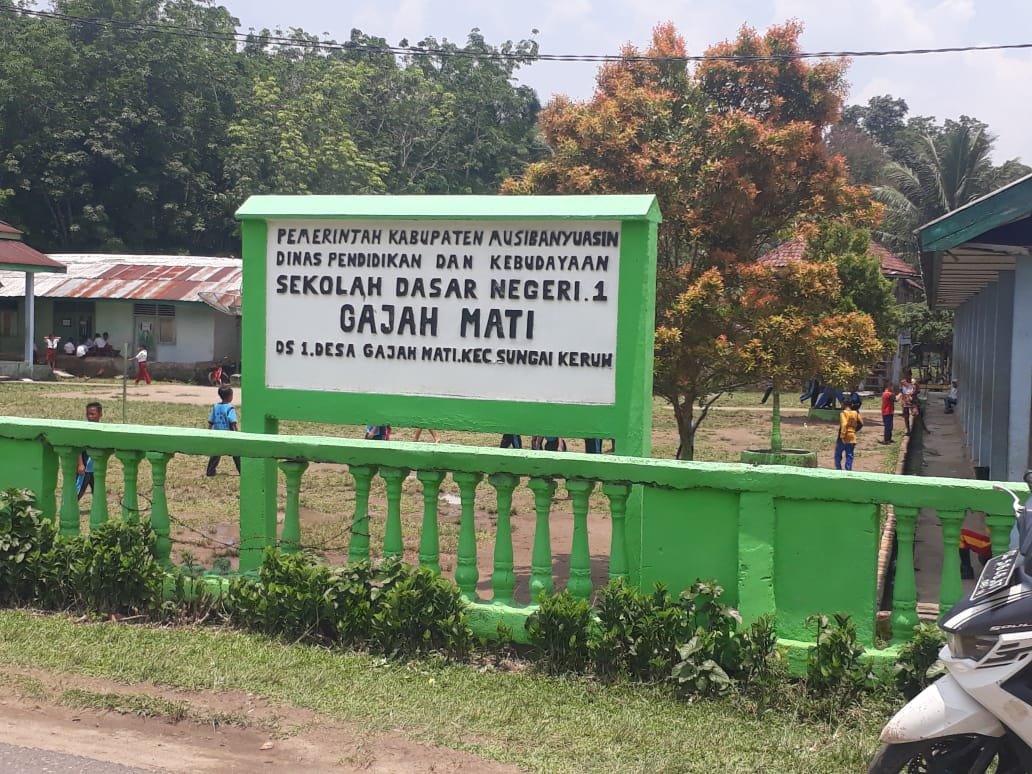 PEMERINTAH KABUPATEN MUSIBANYUASIN
DINAS PENDIDIKAN DAN KEBUDAYAAN
SEKOLAH DASAR NEGERI.1
GAJAH MATI
DS 1.DESA GAJAH MATI.KEC.SUNGAI KERUH